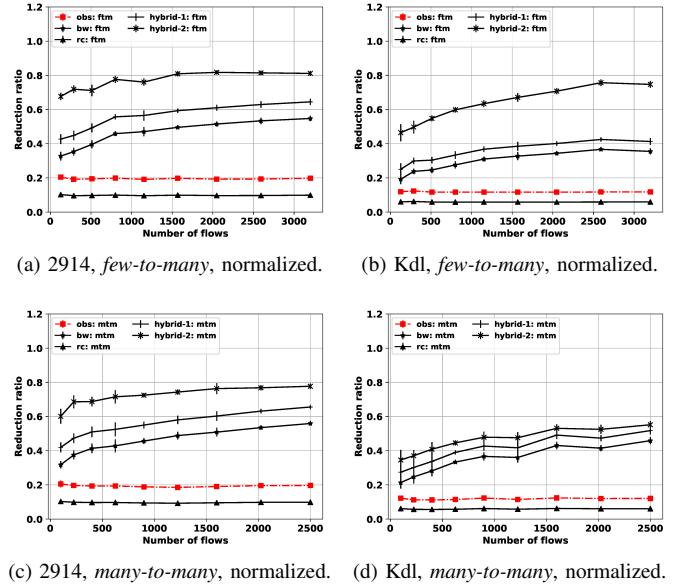 obs: ftm hybrid-1: ftm
bw: ftm hybrid-2: ftm
rc: ftm
Reduction ratio
1.2
1.0
0.8
0.6
0.4
0.2
0.0
0 500 1000 1500 2000 2500 3000
Number of flows
(a) 2914, few-to-many, normalized.
obs: ftm hybrid-1: ftm
bw: ftm hybrid-2: ftm
rc: ftm
Reduction ratio
1.2
1.0
0.8
0.6
0.4
0.2
0.0
0 500 1000 1500 2000 2500 3000
Number of flows
(b) Kdl, few-to-many, normalized.
obs: mtm hybrid-1: mtm
bw: mtm hybrid-2: mtm
rc: mtm
Reduction ratio
1.2
1.0
0.8
0.6
0.4
0.2
0.0
0 500 1000 1500 2000 2500
Number of flows
(c) 2914, many-to-many, normalized.
obs: mtm hybrid-1: mtm
bw: mtm hybrid-2: mtm
rc: mtm
Reduction ratio
1.2
1.0
0.8
0.6
0.4
0.2
0.0
0 500 1000 1500 2000 2500
Number of flows
(d) Kdl, many-to-many, normalized.